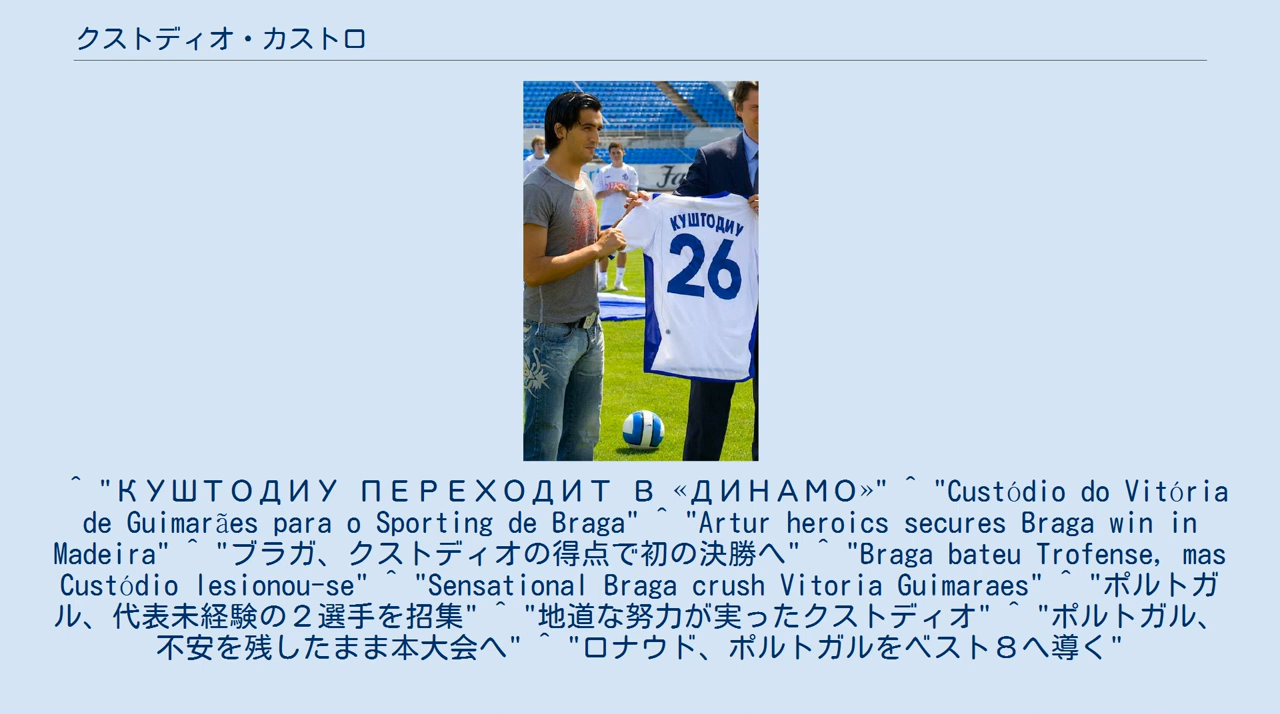 クストディオ・カストロ
Ja
КУШТОДИУ
26
^ "КУШТОДИУ ПЕРЕХОДИТ В «ДИНАМО»" ^ "Custódio do Vitória
de Guimarães para o Sporting de Braga" ^ "Artur heroics secures Braga win in
Madeira" ^ "ブラガ、クストディオの得点で初の決勝へ" ^ "Braga bateu Trofense, mas
Custódio lesionou-se" ^ "Sensational Braga crush Vitoria Guimaraes" ^ "ポルトガ
ル、代表未経験の２選手を招集" ^ "地道な努力が実ったクストディオ" ^ "ポルトガル、
不安を残したまま本大会へ" ^ "ロナウド、ポルトガルをベスト８へ導く"